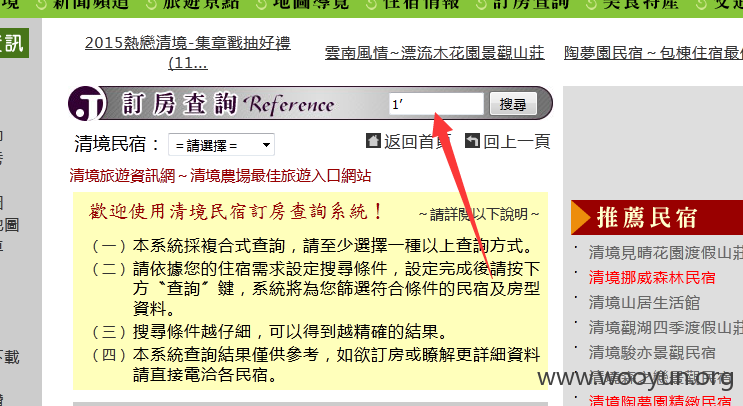 新聞頻道 旅遊景點 地圖導覽 住宿情報 訂房查詢 美食特產
資訊
2015熱戀清境-集章戳抽好禮
(11...
雲南風情~漂流木花園景觀山莊
陶夢園民宿~包棟住宿最
訂房查詢 Reference
1'
搜尋
清境民宿：
=請選擇=
返回首頁
回上一頁
清境旅遊資訊網~清境農場最佳旅遊入口網站
歡迎使用清境民宿訂房查詢系統！
~請詳閱以下說明~
(一) 本系統採複合式查詢，請至少選擇一種以上查詢方式。
(二) 請依據您的住宿需求設定搜尋條件，設定完成後請按下
方〝查詢〞鍵，系統將為您篩選符合條件的民宿及房型
資料。
(三) 搜尋條件越仔細，可以得到越精確的結果。
(四) 本系統查詢結果僅供參考，如欲訂房或瞭解更詳細資料
請直接電洽各民宿。
推薦民宿
清境見晴花園渡假山莊
清境挪威森林民宿
清境山居生活館
清境觀湖四季渡假山莊
清境駿亦景觀民宿
清境陶夢園精緻民宿
地圖
下載
www.wooyun.org